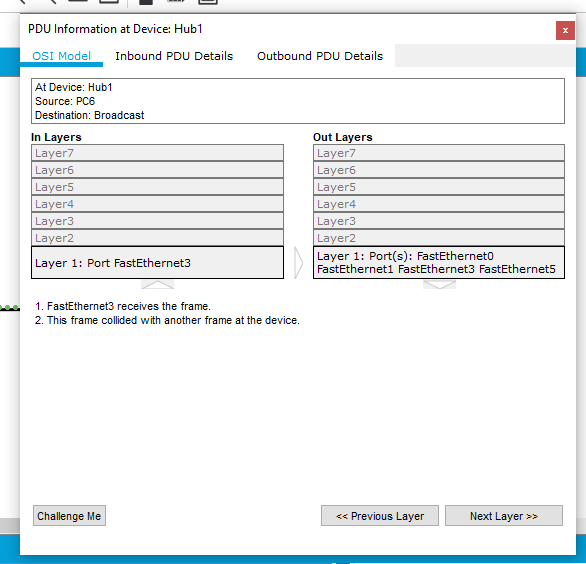 PDU Information at Device: Hub1
x
OSI Model Inbound PDU Details Outbound PDU Details
At Device: Hub1
Source: PC6
Destination: Broadcast
In Layers
Layer7
Layer6
Layer5
Layer4
Layer3
Layer2
Layer 1: Port FastEthernet3
Out Layers
Layer7
Layer6
Layer5
Layer4
Layer3
Layer2
Layer 1: Port(s): FastEthernet0
FastEthernet1 FastEthernet3 FastEthernet5
1. FastEthernet3 receives the frame.
2. This frame collided with another frame at the device.
Challenge Me
<< Previous Layer
Next Layer >>